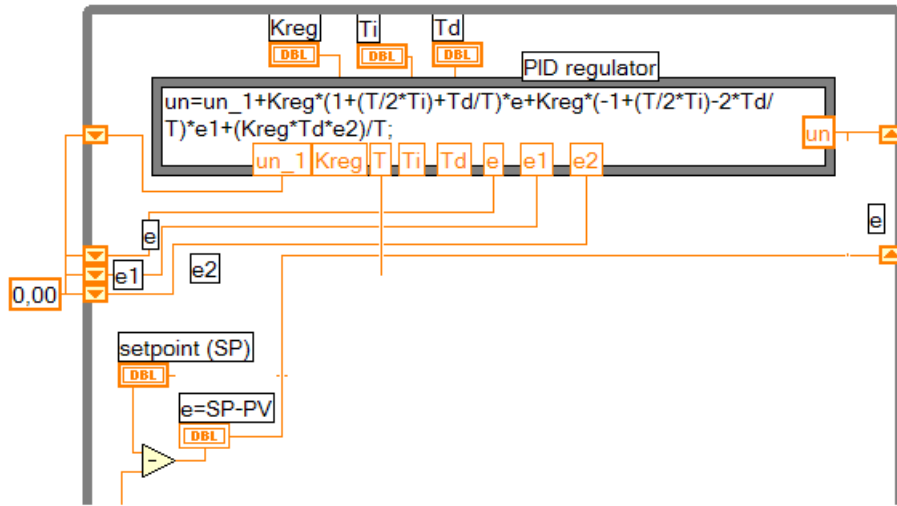 Kreg Ti Td
DBL DBL DBL
PID regulator
un=un_1+Kreg*(1+(T/2*Ti)+Td/T)*e+Kreg*(-1+(T/2*Ti)-2*Td/
T)*e1+(Kreg*Td*e2)/T;
un
un_1 Kreg T Ti Td e e1 e2
e
e
e1
e2
0,00
setpoint (SP)
DBL
e=SP-PV
DBL
-